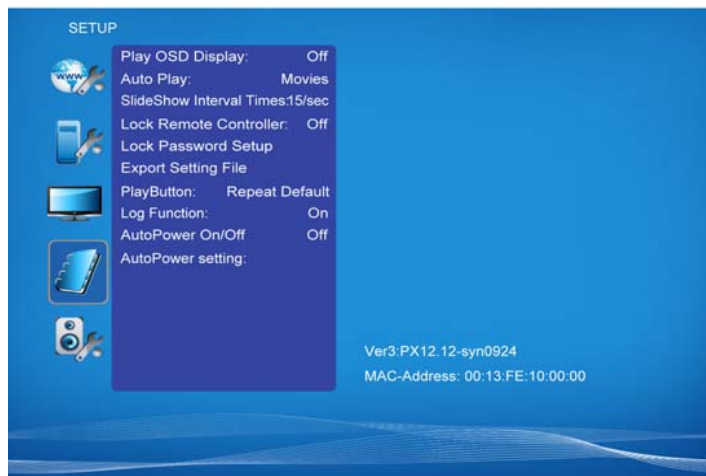 SETUP
www
Play OSD Display: Off
Auto Play: Movies
SlideShow Interval Times:15/sec
Lock Remote Controller: Off
Lock Password Setup
Export Setting File
PlayButton: Repeat Default
Log Function: On
AutoPower On/Off Off
AutoPower setting:
Ver3:PX12.12-syn0924
MAC-Address: 00:13:FE:10:00:00